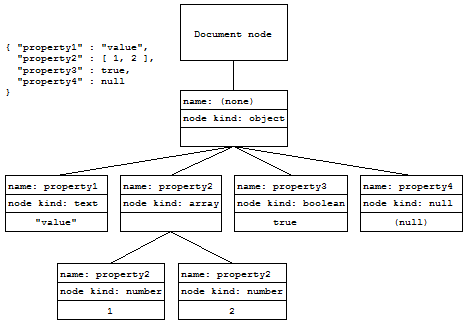 Document node
{ "property1" : "value",
"property2" : [ 1, 2 ],
"property3" : true,
"property4" : null
}
name: (none)
node kind: object
name: property1
node kind: text
"value"
name: property2
node kind: array
name: property3
node kind: boolean
true
name: property4
node kind: null
(null)
name: property2
node kind: number
1
name: property2
node kind: number
2